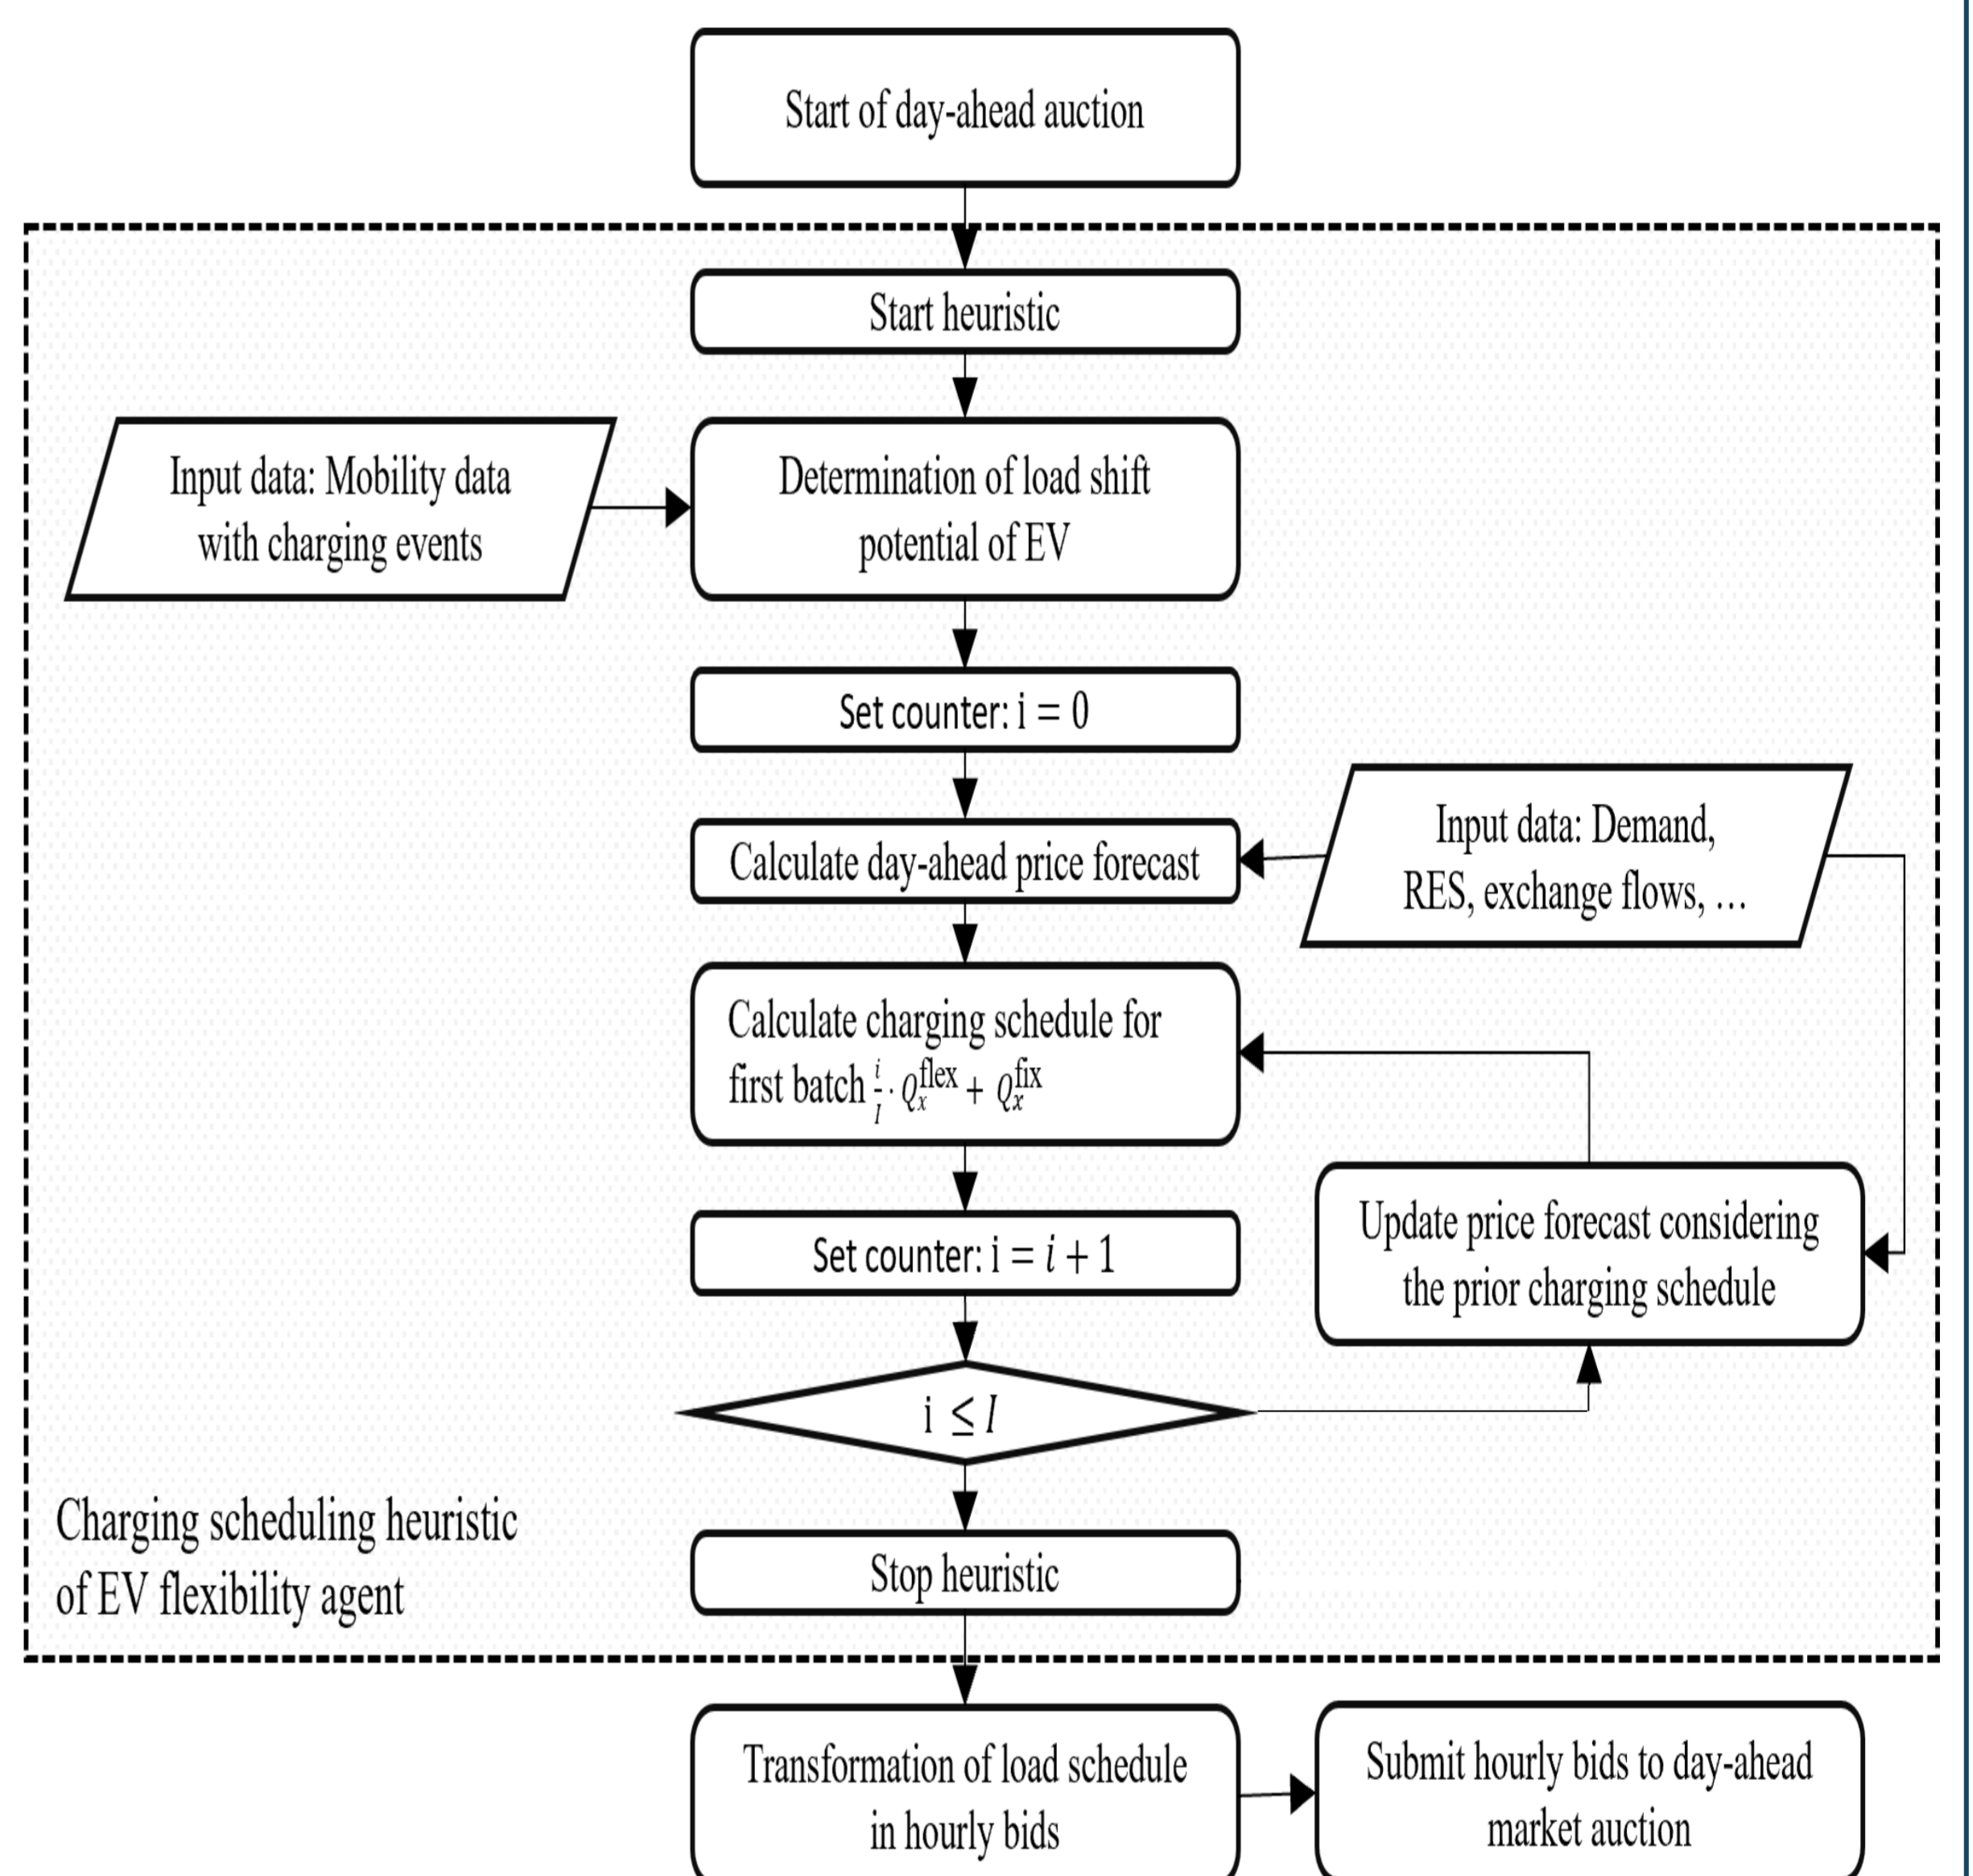 Start of day-ahead auction
Start heuristic
Input data: Mobility data
with charging events
Determination of load shift
potential of EV
Set counter: i = 0
Calculate day-ahead price forecast
Input data: Demand,
RES, exchange flows, …
Calculate charging schedule for
first batch i/I · Qₓ^flex + Qₓ^fix
Set counter: i = i + 1
Update price forecast considering
the prior charging schedule
i ≤ I
Charging scheduling heuristic
of EV flexibility agent
Stop heuristic
Transformation of load schedule
in hourly bids
Submit hourly bids to day-ahead
market auction